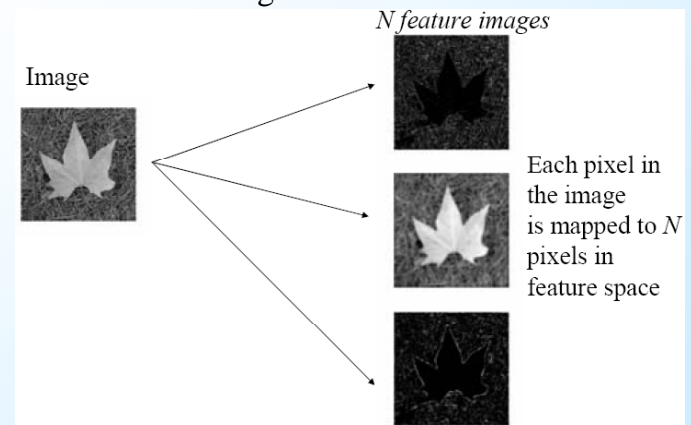 N feature images
Image
Each pixel in
the image
is mapped to N
pixels in
feature space